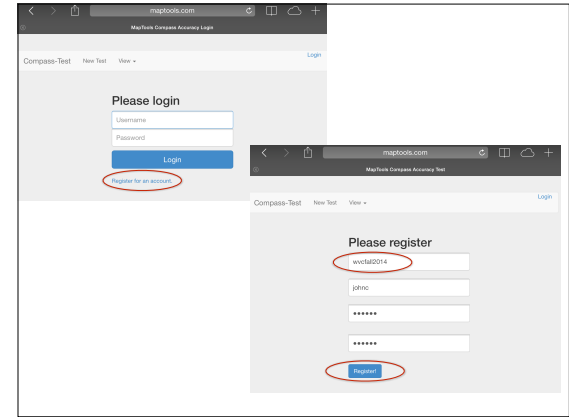 maptools.com
MapTools Compass Accuracy Login
Login
Compass-Test New Test View
Please login
Username
Password
Login
Register for an account.
maptools.com
MapTools Compass Accuracy Test
Login
Compass-Test New Test View
Please register
wvcfall2014
johnc
••••••
••••••
Register!